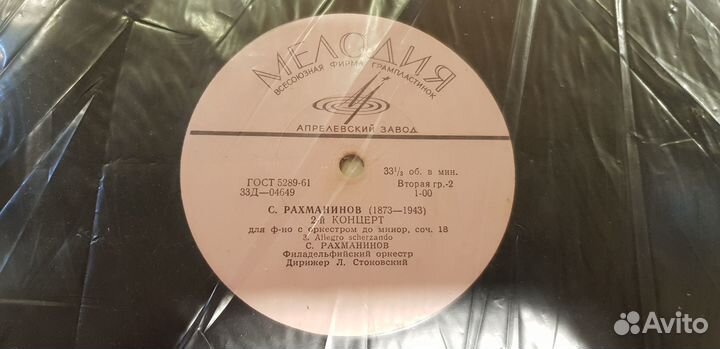 МЕЛОДИЯ
ВСЕСОЮЗНАЯ ФИРМА ГРАМПЛАСТИНОК
АПРЕЛЕВСКИЙ ЗАВОД
33⅓ об. в мин.
ГОСТ 5289-61
Вторая гр.-2
33Д—04649
1-00
С. РАХМАНИНОВ (1873—1943)
2-й КОНЦЕРТ
для ф-но с оркестром до минор, соч. 18
3. Allegro scherzando
С. РАХМАНИНОВ
Филадельфийский оркестр
Дирижер Л. Стоковский
Avito